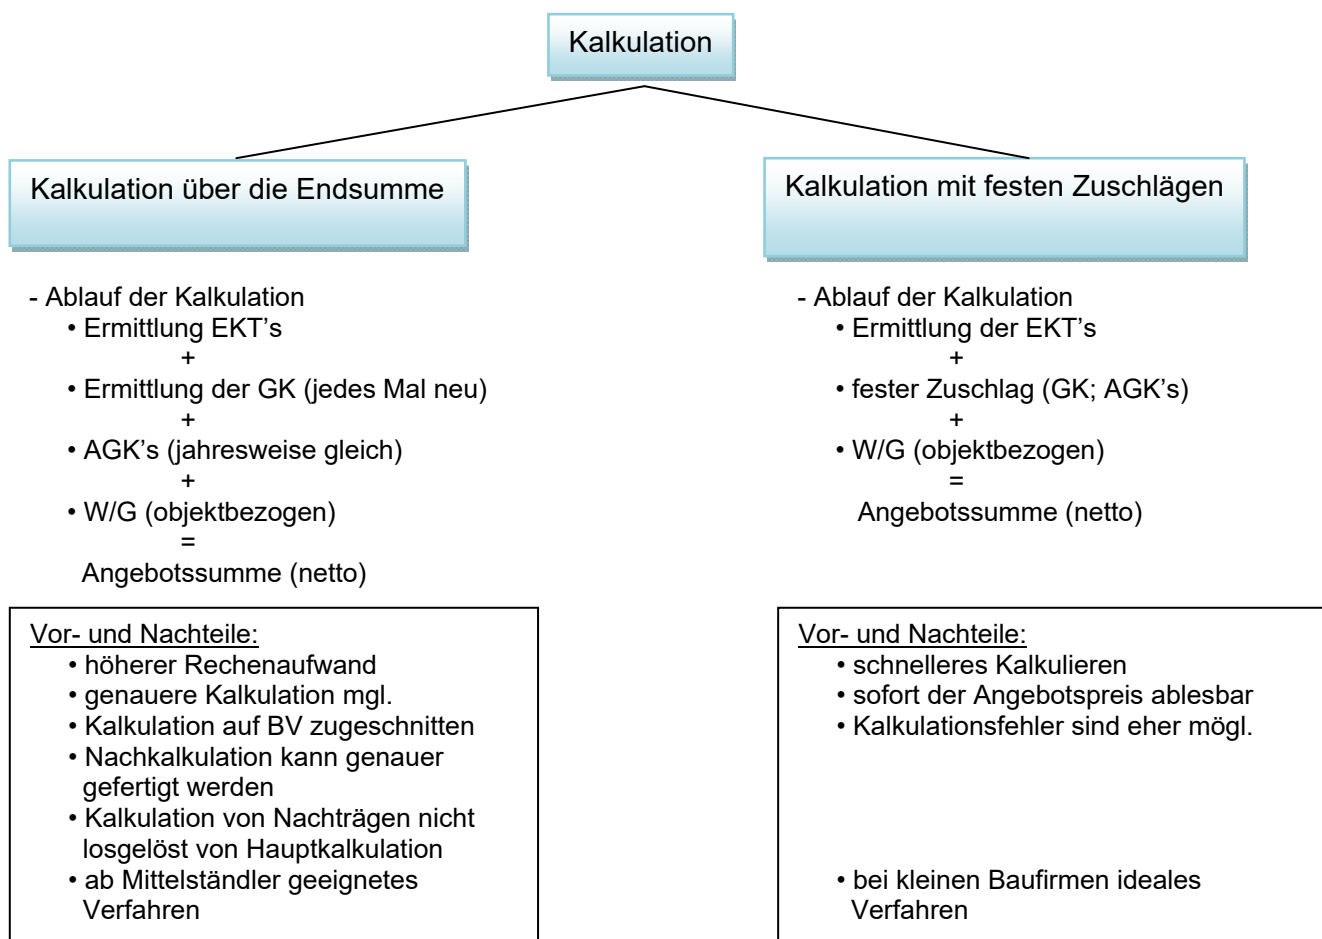 Kalkulation
Kalkulation über die Endsumme
- Ablauf der Kalkulation
• Ermittlung EKT’s
+
• Ermittlung der GK (jedes Mal neu)
+
• AGK’s (jahresweise gleich)
+
• W/G (objektbezogen)
=
Angebotssumme (netto)
Vor- und Nachteile:
• höherer Rechenaufwand
• genauere Kalkulation mgl.
• Kalkulation auf BV zugeschnitten
• Nachkalkulation kann genauer
gefertigt werden
• Kalkulation von Nachträgen nicht
losgelöst von Hauptkalkulation
• ab Mittelständler geeignetes
Verfahren
Kalkulation mit festen Zuschlägen
- Ablauf der Kalkulation
• Ermittlung der EKT’s
+
• fester Zuschlag (GK; AGK’s)
+
• W/G (objektbezogen)
=
Angebotssumme (netto)
Vor- und Nachteile:
• schnelleres Kalkulieren
• sofort der Angebotspreis ablesbar
• Kalkulationsfehler sind eher mögl.
• bei kleinen Baufirmen ideales
Verfahren